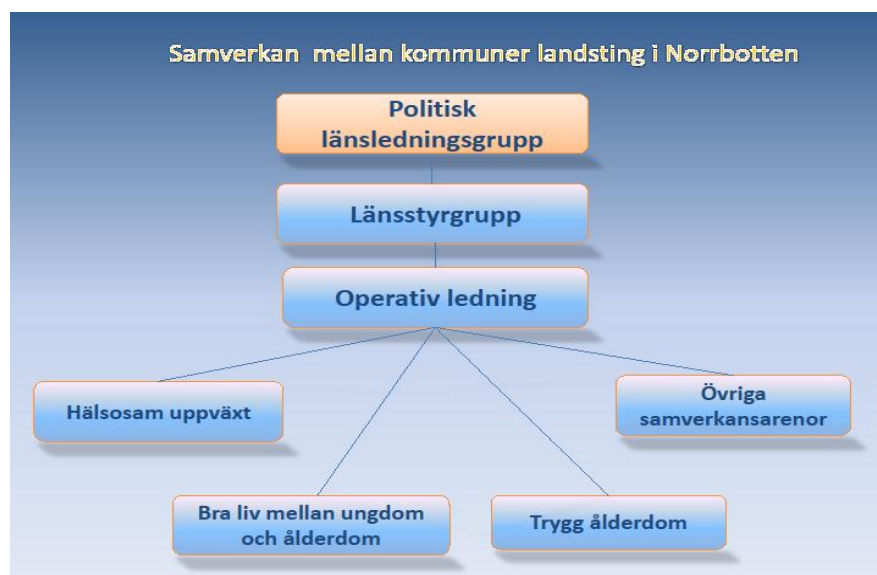 Samverkan mellan kommuner landsting i Norrbotten
Politisk
länsledningsgrupp
Länsstyrgrupp
Operativ ledning
Hälsosam uppväxt
Övriga
samverkansarenor
Bra liv mellan ungdom
och ålderdom
Trygg ålderdom